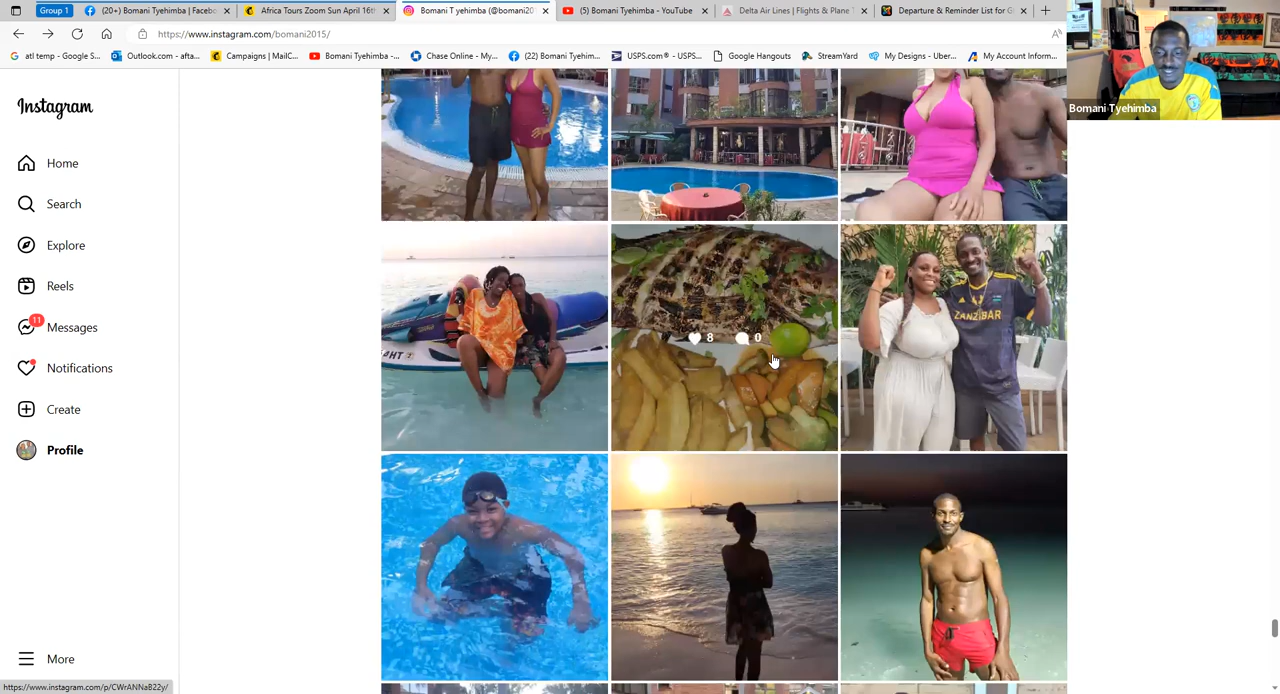 Group 1
(20+) Bomani Tyehimba | Faceb
Africa Tours Zoom Sun April 16th
Bomani T yehimba (@bomani20
(5) Bomani Tyehimba - YouTube
Delta Air Lines | Flights & Plane T
Departure & Reminder List for G
https://www.instagram.com/bomani2015/
atl temp - Google S...
Outlook.com - afta...
Campaigns | MailC...
Bomani Tyehimba -...
Chase Online - My...
(22) Bomani Tyehim...
USPS.com® - USPS...
Google Hangouts
StreamYard
My Designs - Uber...
My Account Inform...
Bomani Tyehimba
Instagram
Home
Search
Explore
Reels
11
Messages
Notifications
Create
Profile
More
8
0
ZANZIBAR
https://www.instagram.com/p/CWrANNaB22y/